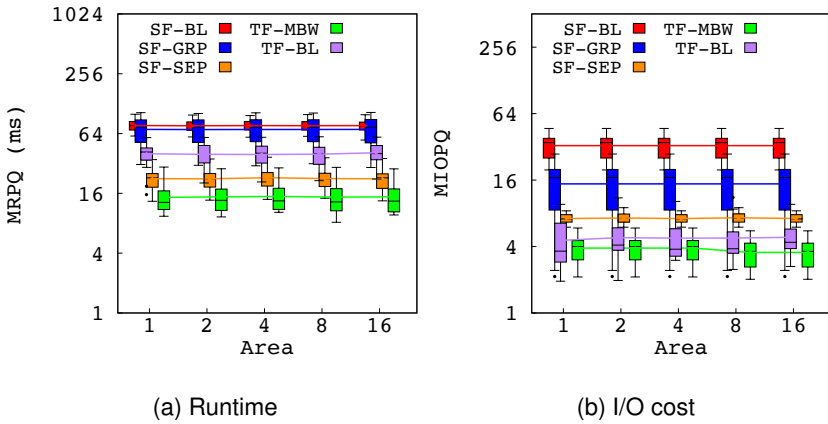 1024
256
64
16
4
1
MRPQ (ms)
SF-BL
SF-GRP
SF-SEP
TF-MBW
TF-BL
1 2 4 8 16
Area
(a) Runtime
256
64
16
4
1
MIOPQ
SF-BL
SF-GRP
SF-SEP
TF-MBW
TF-BL
1 2 4 8 16
Area
(b) I/O cost